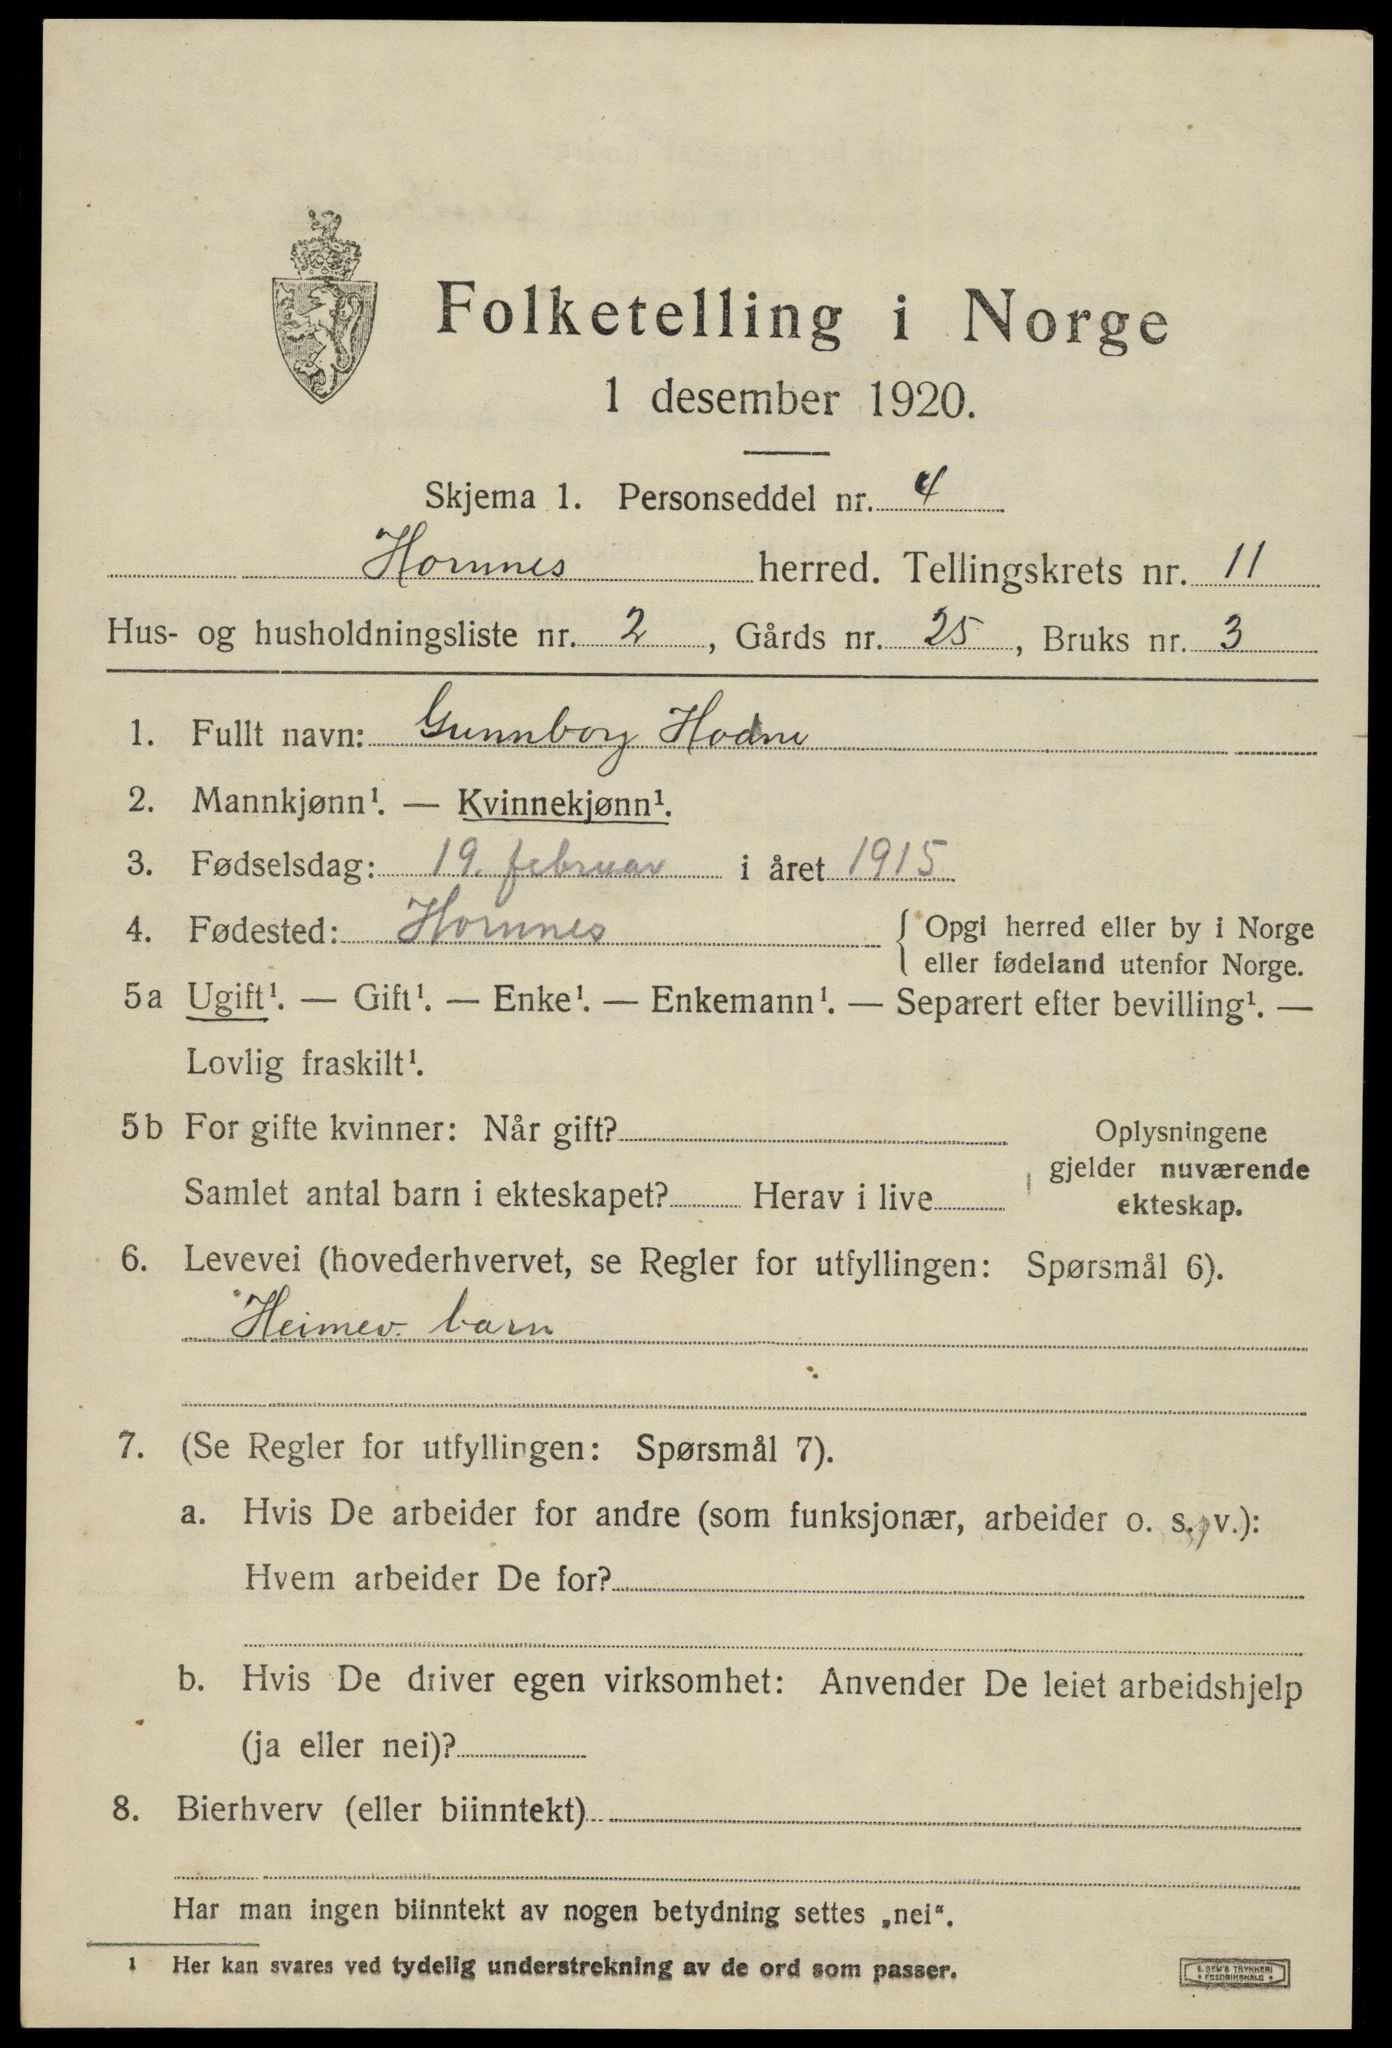 Folketelling i Norge
1 desember 1920.
Skjema 1. Personseddel nr. 4
Hornnes herred. Tellingskrets nr. 11
Hus- og husholdningsliste nr. 2, Gårds nr. 25, Bruks nr. 3
1. Fullt navn: Gunnborg Hodne
2. Mannkjønn¹. — Kvinnekjønn¹.
3. Fødselsdag: 19. februar i året 1915
4. Fødested: Hornnes { Opgi herred eller by i Norge
eller fødeland utenfor Norge.
5a Ugift¹. — Gift¹. — Enke¹. — Enkemann¹. — Separert efter bevilling¹. —
Lovlig fraskilt¹.
5b For gifte kvinner: Når gift? Oplysningene
gjelder nuværende
Samlet antal barn i ekteskapet? Herav i live ekteskap.
6. Levevei (hovederhvervet, se Regler for utfyllingen: Spørsmål 6).
Heimev. barn
7. (Se Regler for utfyllingen: Spørsmål 7).
a. Hvis De arbeider for andre (som funksjonær, arbeider o. s. v.):
Hvem arbeider De for?
b. Hvis De driver egen virksomhet: Anvender De leiet arbeidshjelp
(ja eller nei)?
8. Bierhverv (eller biinntekt)
Har man ingen biinntekt av nogen betydning settes „nei“.
1 Her kan svares ved tydelig understrekning av de ord som passer.
E. SEM'S TRYKKERI
FREDRIKSHALD